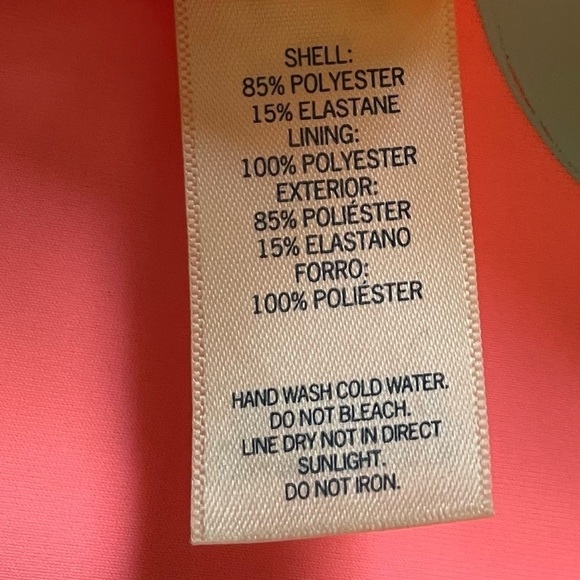 SHELL:
85% POLYESTER
15% ELASTANE
LINING:
100% POLYESTER
EXTERIOR:
85% POLIÉSTER
15% ELASTANO
FORRO:
100% POLIÉSTER
HAND WASH COLD WATER.
DO NOT BLEACH.
LINE DRY NOT IN DIRECT
SUNLIGHT.
DO NOT IRON.